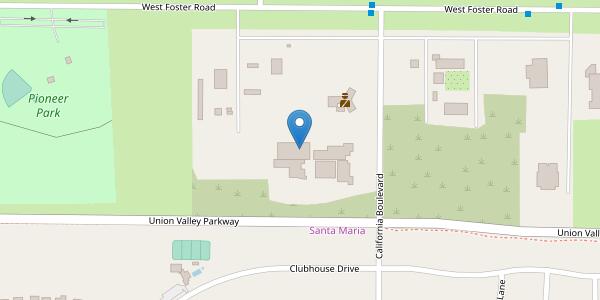 West Foster Road
West Foster Road
Pioneer
Park
California Boulevard
Union Valley Parkway
Santa Maria
Union Vall
Clubhouse Drive
Lane